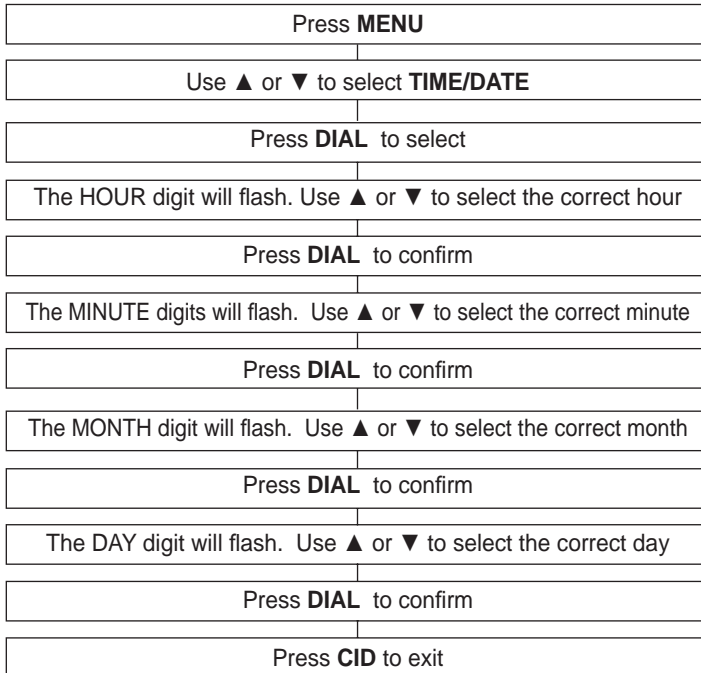 Press MENU
Use ▲ or ▼ to select TIME/DATE
Press DIAL to select
The HOUR digit will flash. Use ▲ or ▼ to select the correct hour
Press DIAL to confirm
The MINUTE digits will flash. Use ▲ or ▼ to select the correct minute
Press DIAL to confirm
The MONTH digit will flash. Use ▲ or ▼ to select the correct month
Press DIAL to confirm
The DAY digit will flash. Use ▲ or ▼ to select the correct day
Press DIAL to confirm
Press CID to exit